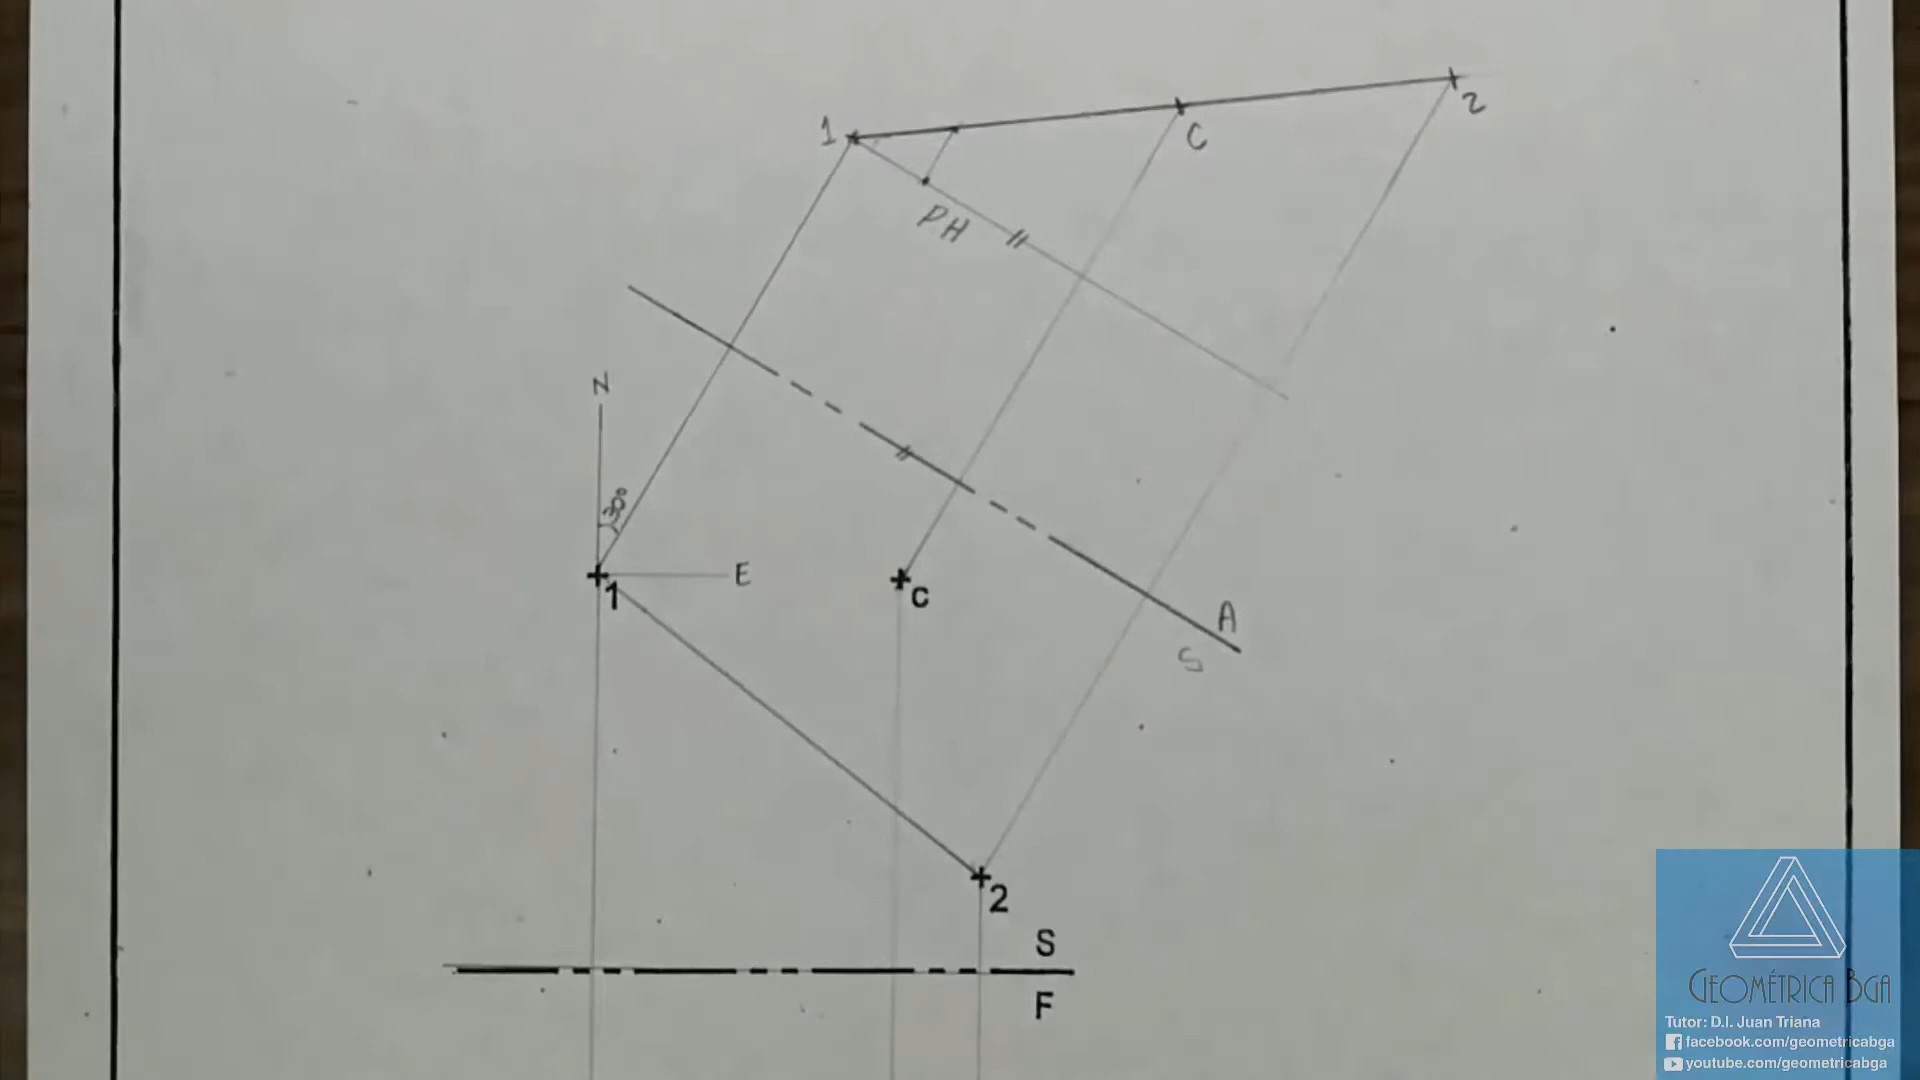 2
1
C
PH
N
30°
E
1
C
A
S
2
S
F
GEOMÉTRICA BGA
Tutor: D.I. Juan Triana
facebook.com/geometricabga
youtube.com/geometricabga